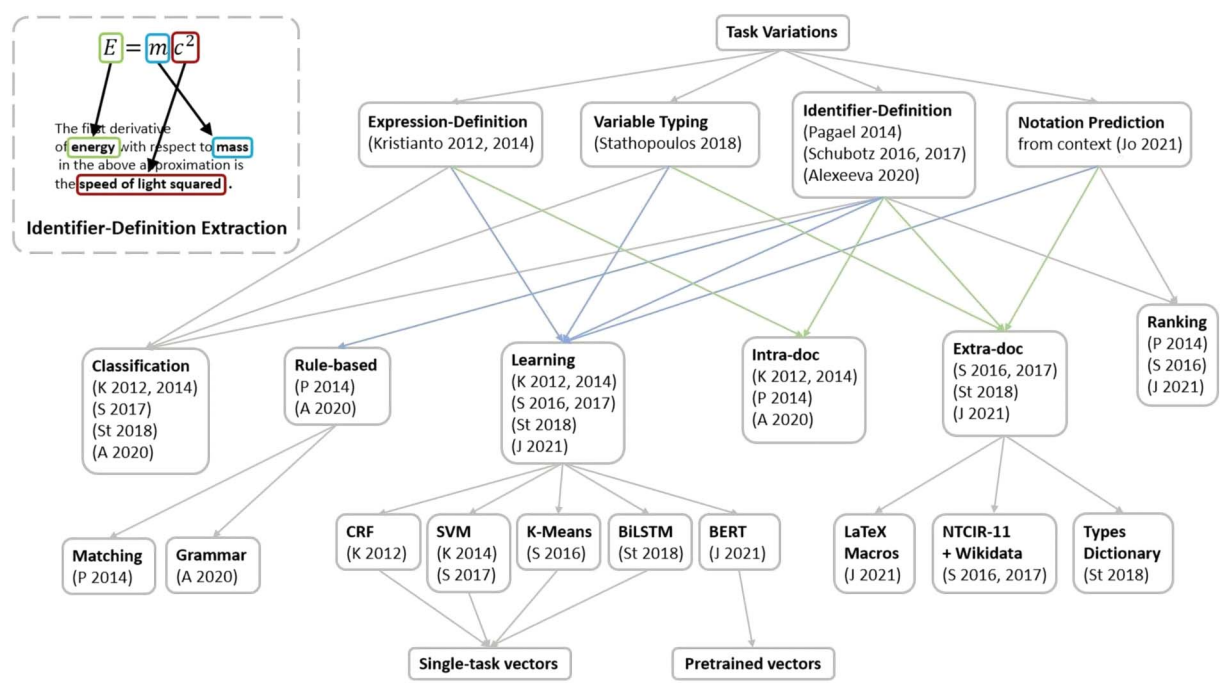 E = mc²
The first derivative
of energy with respect to mass
in the above approximation is
the speed of light squared .
Identifier-Definition Extraction
Task Variations
Expression-Definition
(Kristianto 2012, 2014)
Variable Typing
(Stathopoulos 2018)
Identifier-Definition
(Pagael 2014)
(Schubotz 2016, 2017)
(Alexeeva 2020)
Notation Prediction
from context (Jo 2021)
Classification
(K 2012, 2014)
(S 2017)
(St 2018)
(A 2020)
Rule-based
(P 2014)
(A 2020)
Learning
(K 2012, 2014)
(S 2016, 2017)
(St 2018)
(J 2021)
Intra-doc
(K 2012, 2014)
(P 2014)
(A 2020)
Extra-doc
(S 2016, 2017)
(St 2018)
(J 2021)
Ranking
(P 2014)
(S 2016)
(J 2021)
Matching
(P 2014)
Grammar
(A 2020)
CRF
(K 2012)
SVM
(K 2014)
(S 2017)
K-Means
(S 2016)
BiLSTM
(St 2018)
BERT
(J 2021)
LaTeX
Macros
(J 2021)
NTCIR-11
+ Wikidata
(S 2016, 2017)
Types
Dictionary
(St 2018)
Single-task vectors
Pretrained vectors